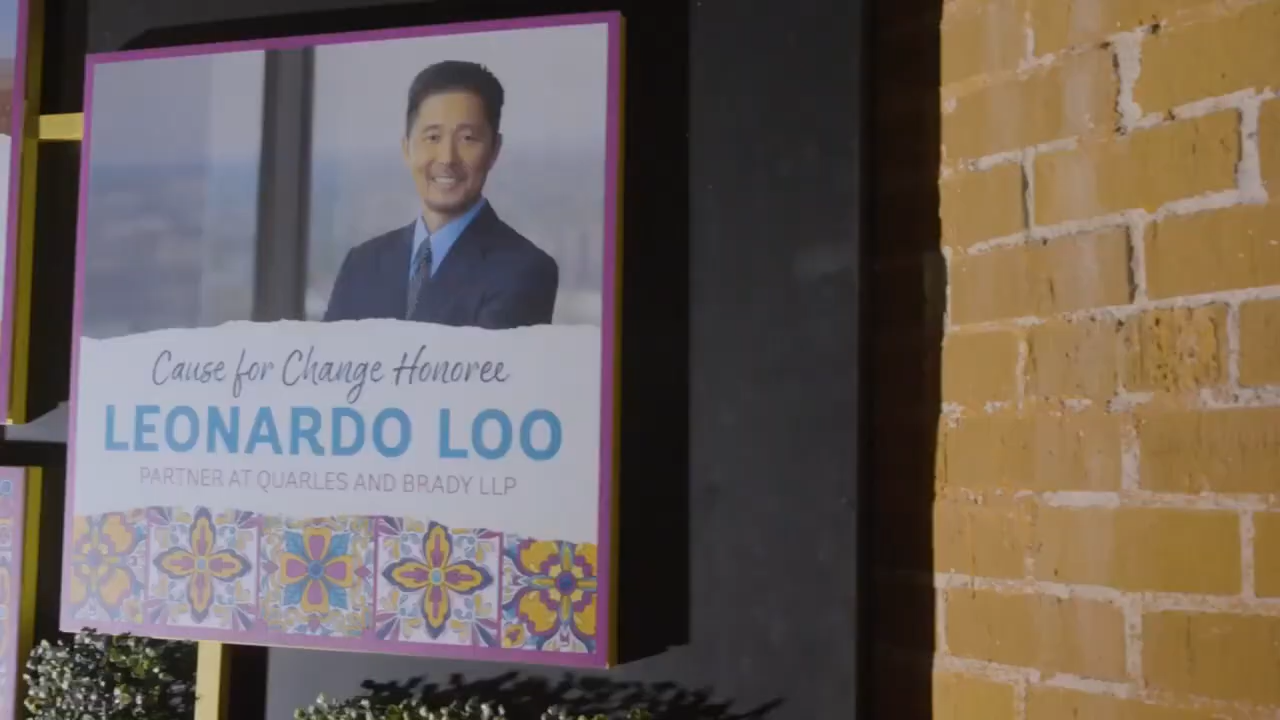 Cause for Change Honoree
LEONARDO LOO
PARTNER AT QUARLES AND BRADY LLP